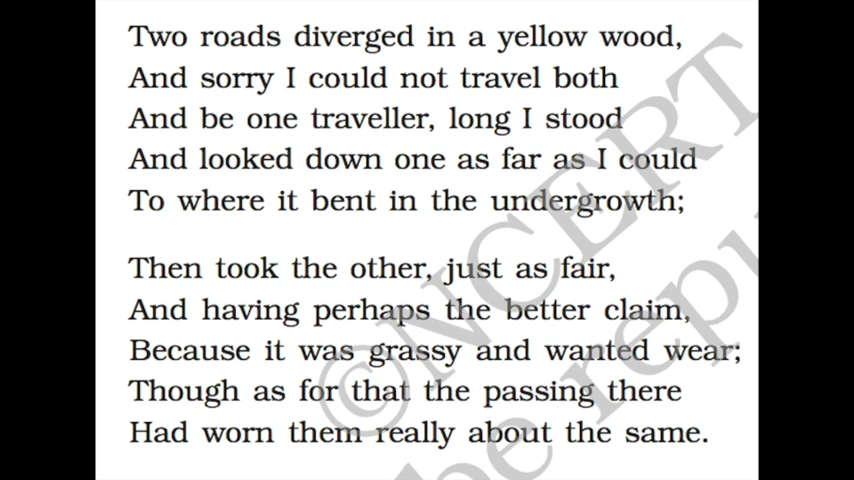 Two roads diverged in a yellow wood,
And sorry I could not travel both
And be one traveller, long I stood
And looked down one as far as I could
To where it bent in the undergrowth;
Then took the other, just as fair,
And having perhaps the better claim,
Because it was grassy and wanted wear;
Though as for that the passing there
Had worn them really about the same.
©NCERT
be repu